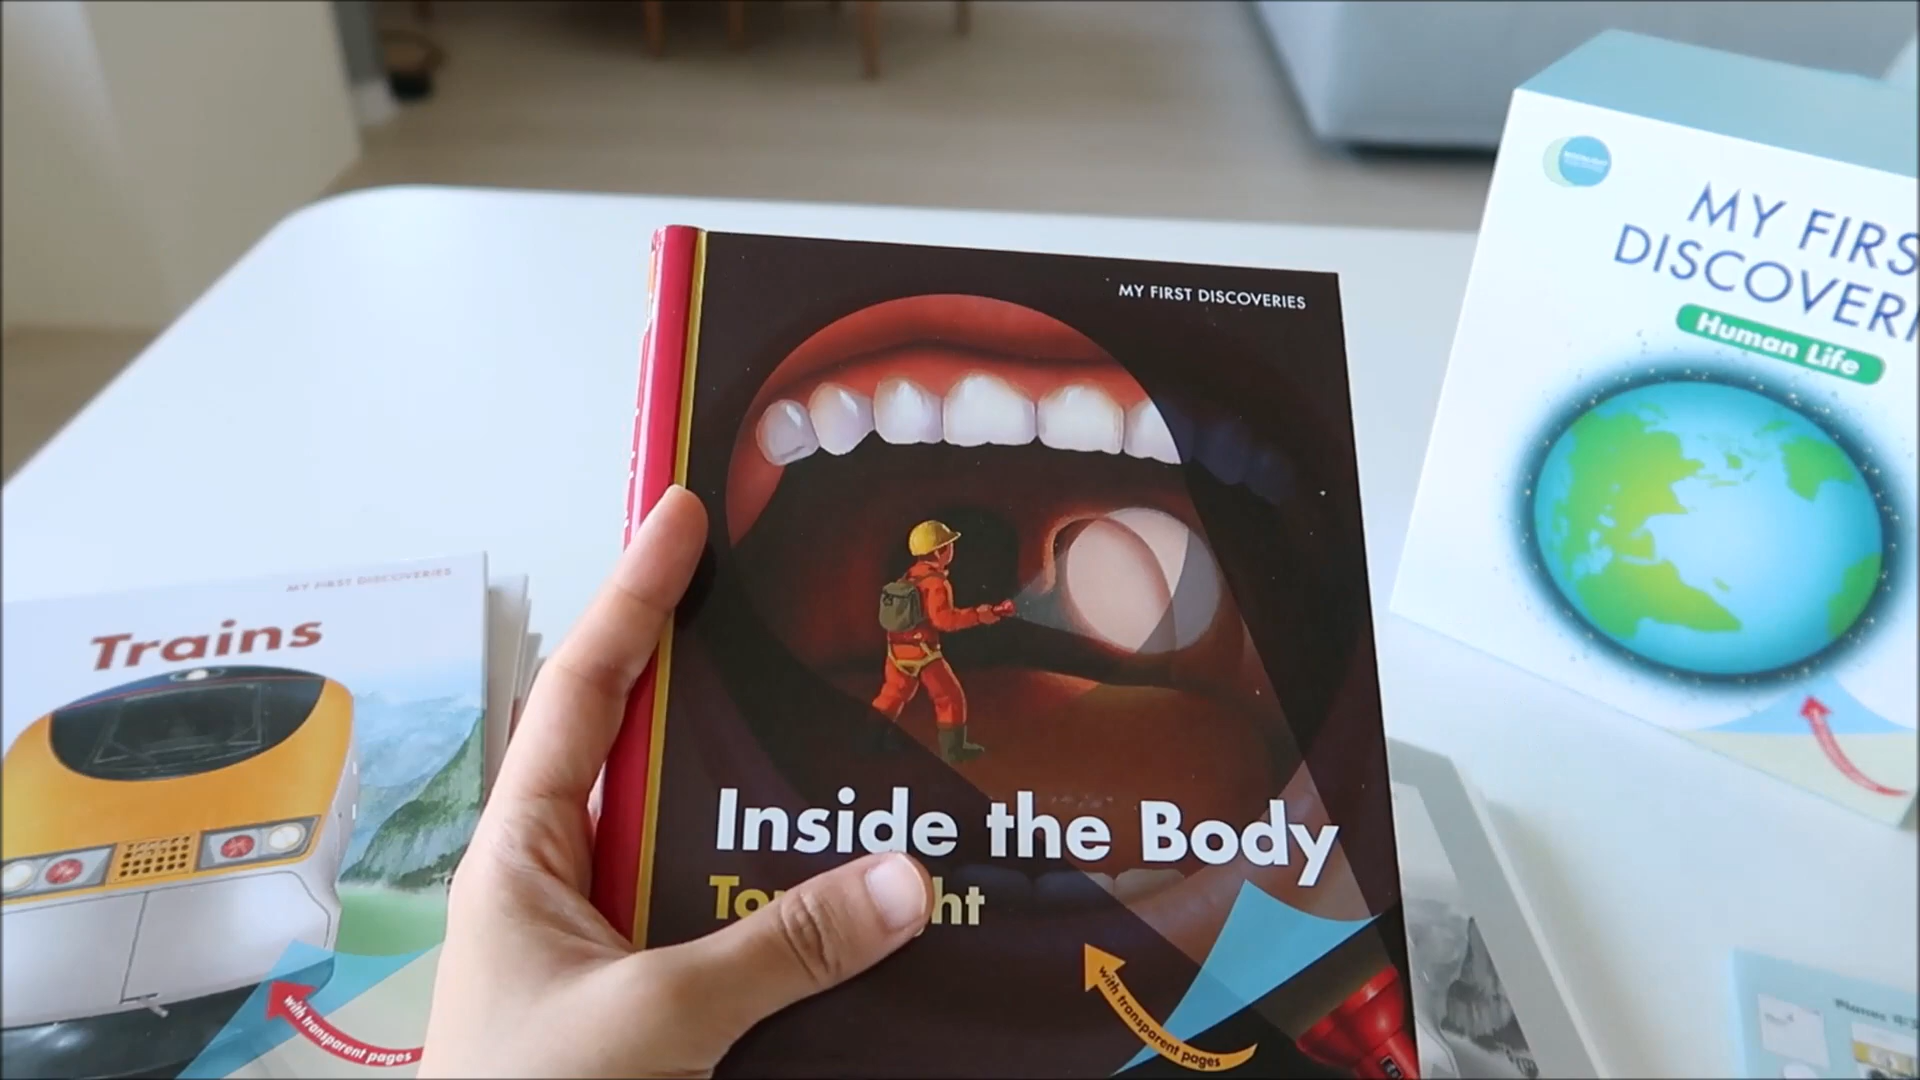 MY FIRST DISCOVERIES
Inside the Body
with transparent pages
MY FIRST DISCOVERIES
Trains
with transparent pages
MY FIRS
DISCOVERI
Human Life